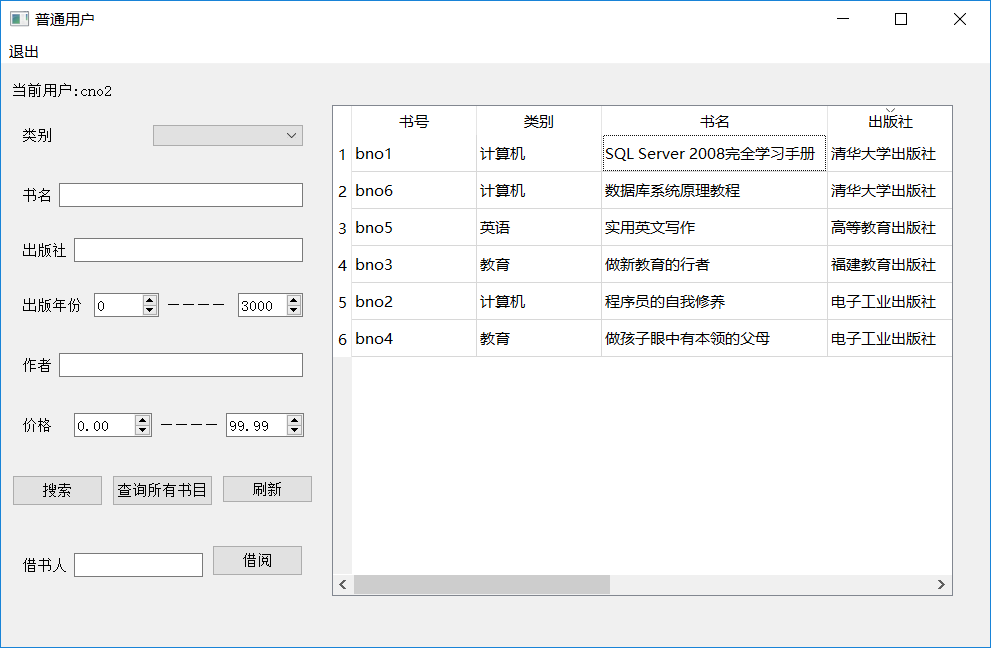 普通用户
退出
当前用户:cno2
类别
书名
出版社
出版年份 0 ---- 3000
作者
价格 0.00 ---- 99.99
搜索 查询所有书目 刷新
借书人 借阅
书号 类别 书名 出版社
1 bno1 计算机 SQL Server 2008完全学习手册 清华大学出版社
2 bno6 计算机 数据库系统原理教程 清华大学出版社
3 bno5 英语 实用英文写作 高等教育出版社
4 bno3 教育 做新教育的行者 福建教育出版社
5 bno2 计算机 程序员的自我修养 电子工业出版社
6 bno4 教育 做孩子眼中有本领的父母 电子工业出版社